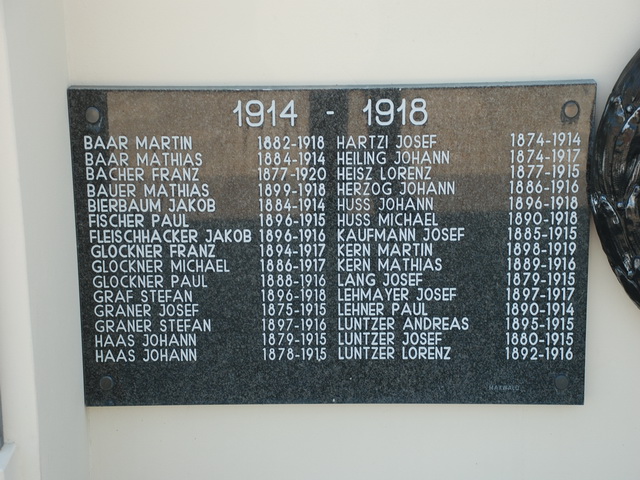 1914 - 1918
BAAR MARTIN 1882-1918
BAAR MATHIAS 1884-1914
BACHER FRANZ 1877-1920
BAUER MATHIAS 1899-1918
BIERBAUM JAKOB 1884-1914
FISCHER PAUL 1896-1915
FLEISCHHACKER JAKOB 1896-1916
GLOCKNER FRANZ 1894-1917
GLOCKNER MICHAEL 1886-1917
GLOCKNER PAUL 1888-1916
GRAF STEFAN 1896-1918
GRANER JOSEF 1875-1915
GRANER STEFAN 1897-1916
HAAS JOHANN 1879-1915
HAAS JOHANN 1878-1915
HARTZI JOSEF 1874-1914
HEILING JOHANN 1874-1917
HEISZ LORENZ 1877-1915
HERZOG JOHANN 1886-1916
HUSS JOHANN 1896-1918
HUSS MICHAEL 1890-1918
KAUFMANN JOSEF 1885-1915
KERN MARTIN 1898-1919
KERN MATHIAS 1889-1916
LANG JOSEF 1879-1915
LEHMAYER JOSEF 1897-1917
LEHNER PAUL 1890-1914
LUNTZER ANDREAS 1895-1915
LUNTZER JOSEF 1880-1915
LUNTZER LORENZ 1892-1916